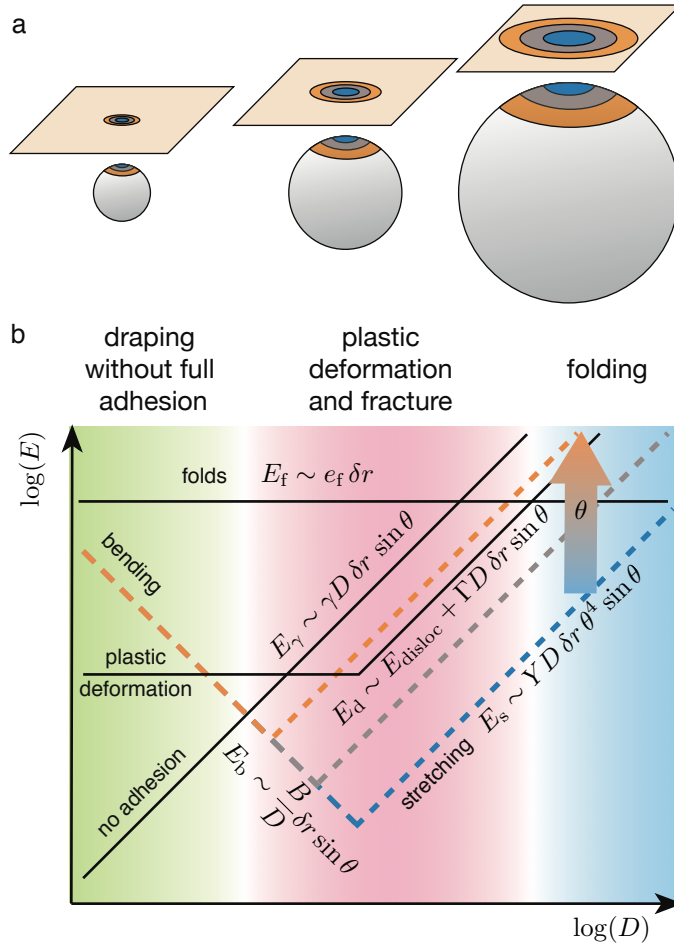 a
b
draping
without full
adhesion
plastic
deformation
and fracture
folding
log(E)
folds
E_f ∼ e_f δr
θ
bending
E_γ ∼ γD δr sin θ
plastic
deformation
E_d ∼ E_disloc + ΓD δr sin θ
E_s ∼ YD δr θ⁴ sin θ
no adhesion
E_b ∼ B/D δr sin θ
stretching
log(D)